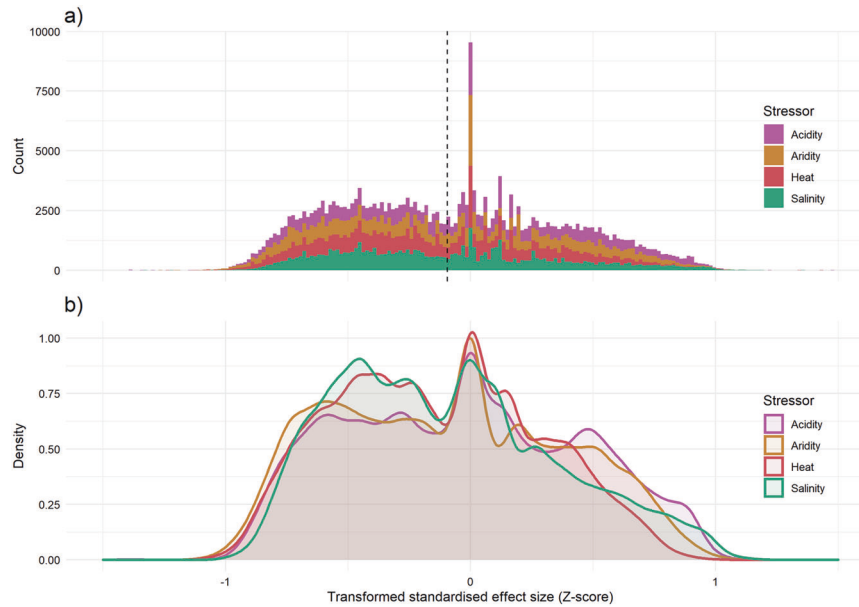 a)
10000
7500
5000
2500
0
Count
Stressor
Acidity
Aridity
Heat
Salinity
b)
1.00
0.75
0.50
0.25
0.00
Density
Stressor
Acidity
Aridity
Heat
Salinity
-1
0
1
Transformed standardised effect size (Z-score)